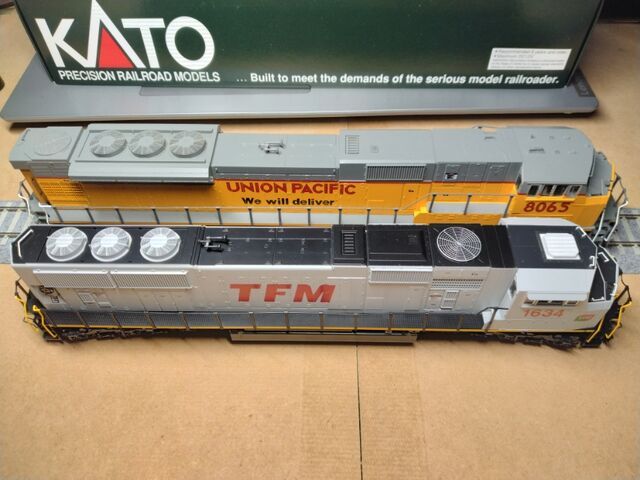 KATO
PRECISION RAILROAD MODELS
... Built to meet the demands of the serious model railroader.
UNION PACIFIC
We will deliver
8065
TFM
1634